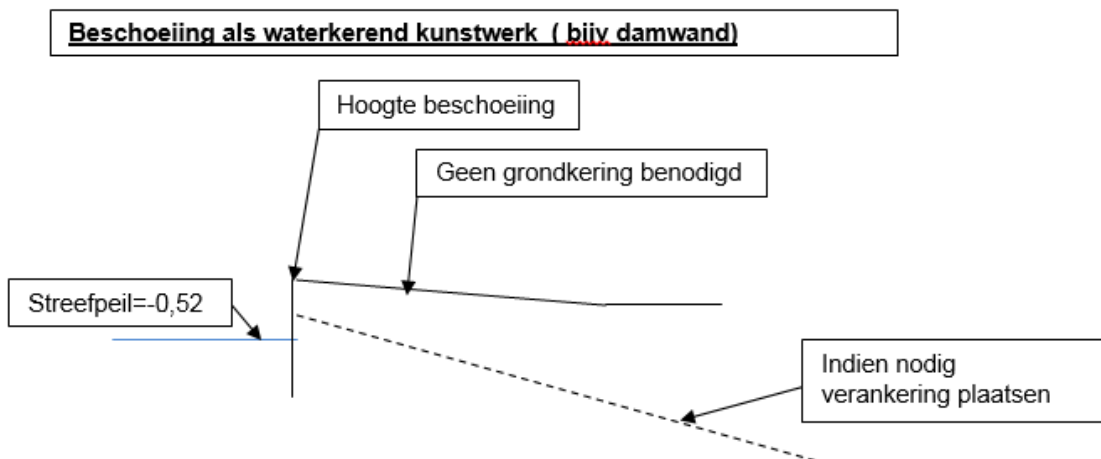 Beschoeiing als waterkerend kunstwerk ( bijv damwand)
Hoogte beschoeiing
Geen grondkering benodigd
Streefpeil=-0,52
Indien nodig
verankering plaatsen